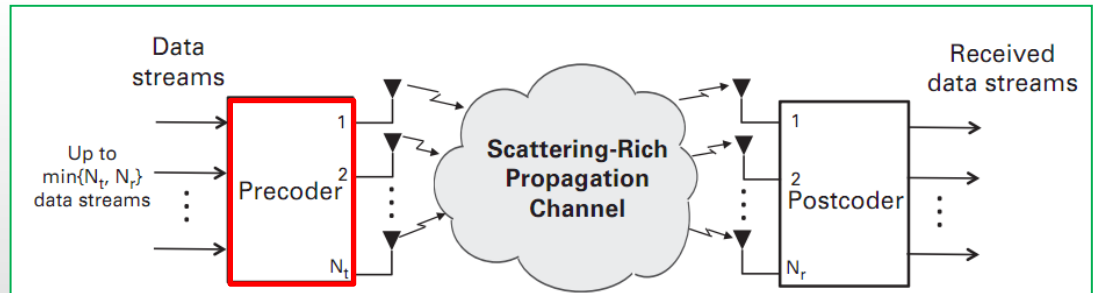 Data
streams
Up to
min{Nₜ, Nᵣ}
data streams
Precoder
1
2
Nₜ
Scattering-Rich
Propagation
Channel
1
2
Nᵣ
Postcoder
Received
data streams